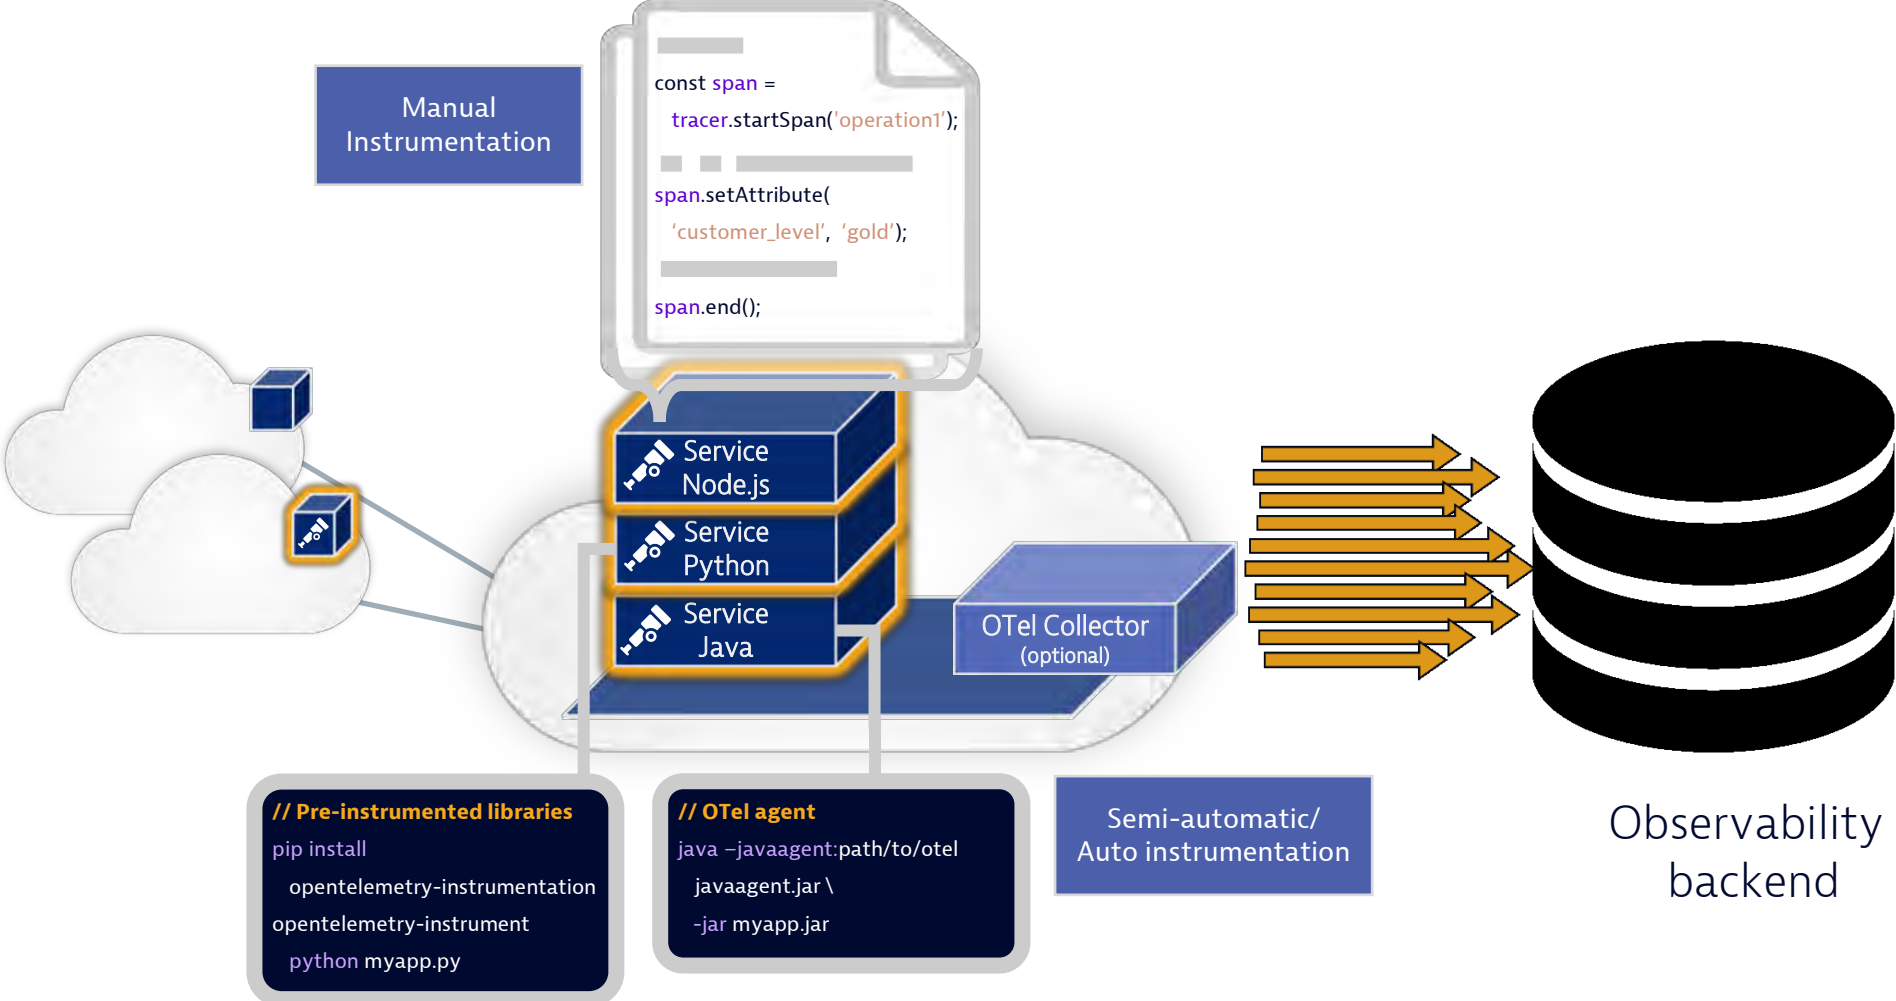 Manual
Instrumentation
const span =
tracer.startSpan('operation1');
span.setAttribute(
‘customer_level’, ‘gold’);
span.end();
Service
Node.js
Service
Python
Service
Java
OTel Collector
(optional)
// Pre-instrumented libraries
pip install
opentelemetry-instrumentation
opentelemetry-instrument
python myapp.py
// OTel agent
java –javaagent:path/to/otel
javaagent.jar \
-jar myapp.jar
Semi-automatic/
Auto instrumentation
Observability
backend